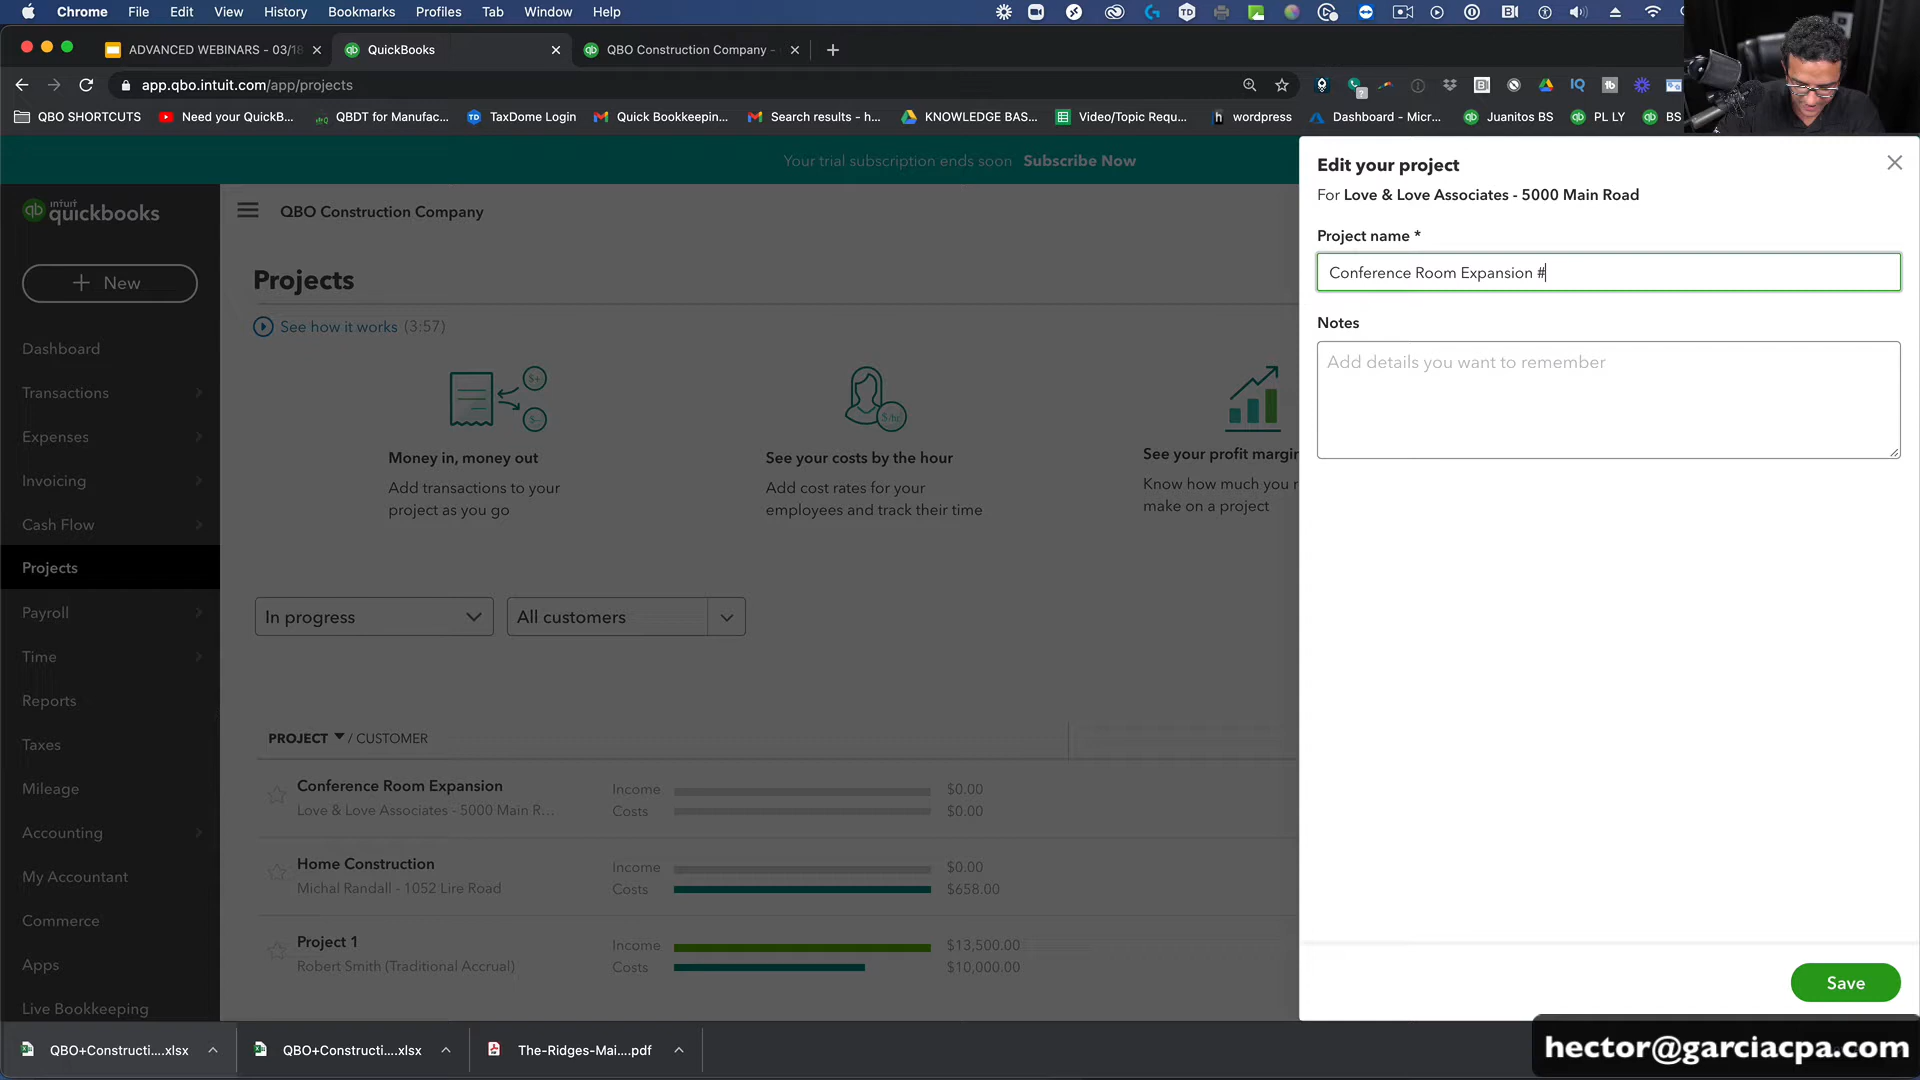 Chrome File Edit View History Bookmarks Profiles Tab Window Help
ADVANCED WEBINARS - 03/18
QuickBooks
QBO Construction Company -
app.qbo.intuit.com/app/projects
QBO SHORTCUTS
Need your QuickB...
QBDT for Manufac...
TaxDome Login
Quick Bookkeepin...
Search results - h...
KNOWLEDGE BAS...
Video/Topic Requ...
wordpress
Dashboard - Micr...
Juanitos BS
PL LY
BS
Your trial subscription ends soon Subscribe Now
intuit
quickbooks
New
Dashboard
Transactions
Expenses
Invoicing
Cash Flow
Projects
Payroll
Time
Reports
Taxes
Mileage
Accounting
My Accountant
Commerce
Apps
Live Bookkeeping
QBO Construction Company
Projects
See how it works (3:57)
Money in, money out
Add transactions to your
project as you go
$/hr
See your costs by the hour
Add cost rates for your
employees and track their time
See your profit margin
Know how much you r
make on a project
In progress
All customers
PROJECT / CUSTOMER
Conference Room Expansion
Love & Love Associates - 5000 Main R...
Income $0.00
Costs $0.00
Home Construction
Michal Randall - 1052 Lire Road
Income $0.00
Costs $658.00
Project 1
Robert Smith (Traditional Accrual)
Income $13,500.00
Costs $10,000.00
Edit your project
For Love & Love Associates - 5000 Main Road
Project name *
Conference Room Expansion #
Notes
Add details you want to remember
Save
QBO+Constructi....xlsx
QBO+Constructi....xlsx
The-Ridges-Mai....pdf
hector@garciacpa.com